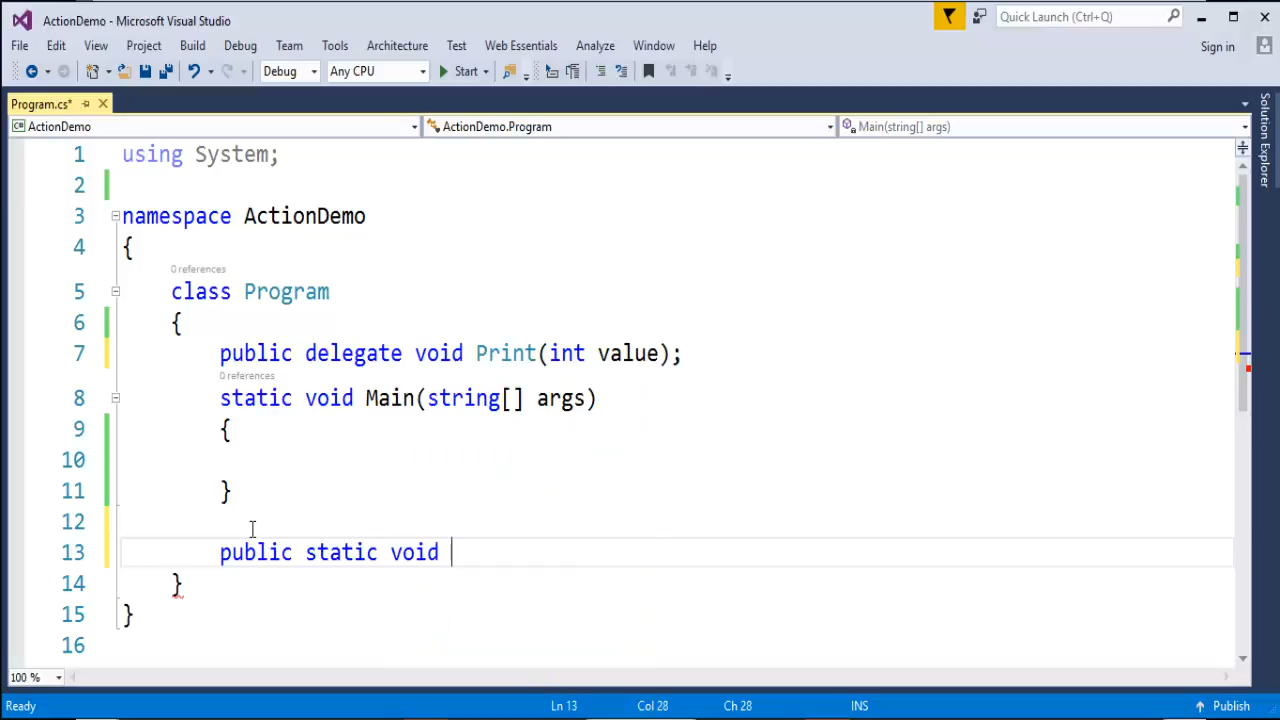 ActionDemo - Microsoft Visual Studio
Quick Launch (Ctrl+Q)
File Edit View Project Build Debug Team Tools Architecture Test Web Essentials Analyze Window Help
Sign in
Debug Any CPU Start
Program.cs*
ActionDemo ActionDemo.Program Main(string[] args)
Solution Explorer
1 using System;
2
3 namespace ActionDemo
4 {
0 references
5 class Program
6 {
7 public delegate void Print(int value);
0 references
8 static void Main(string[] args)
9 {
10
11 }
12
13 public static void
14 }
15 }
16
100 %
Ready Ln 13 Col 28 Ch 28 INS Publish